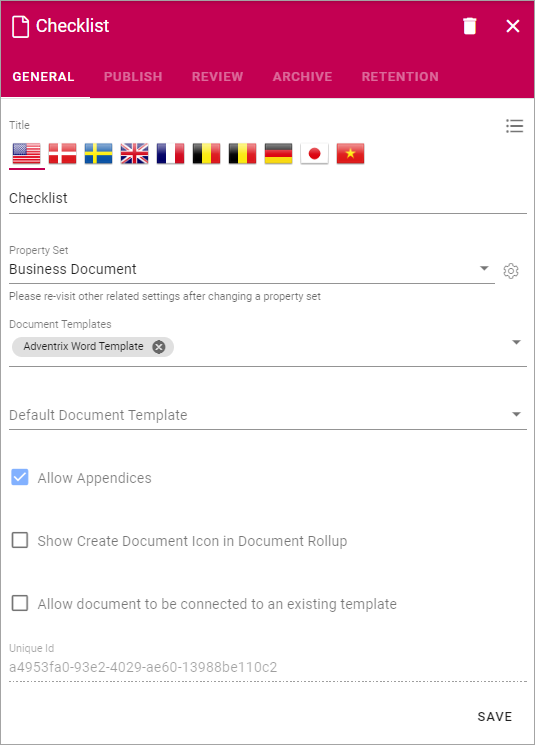 Checklist
GENERAL PUBLISH REVIEW ARCHIVE RETENTION
Title
Checklist
Property Set
Business Document
Please re-visit other related settings after changing a property set
Document Templates
Adventrix Word Template
Default Document Template
Allow Appendices
Show Create Document Icon in Document Rollup
Allow document to be connected to an existing template
Unique Id
a4953fa0-93e2-4029-ae60-13988be110c2
SAVE